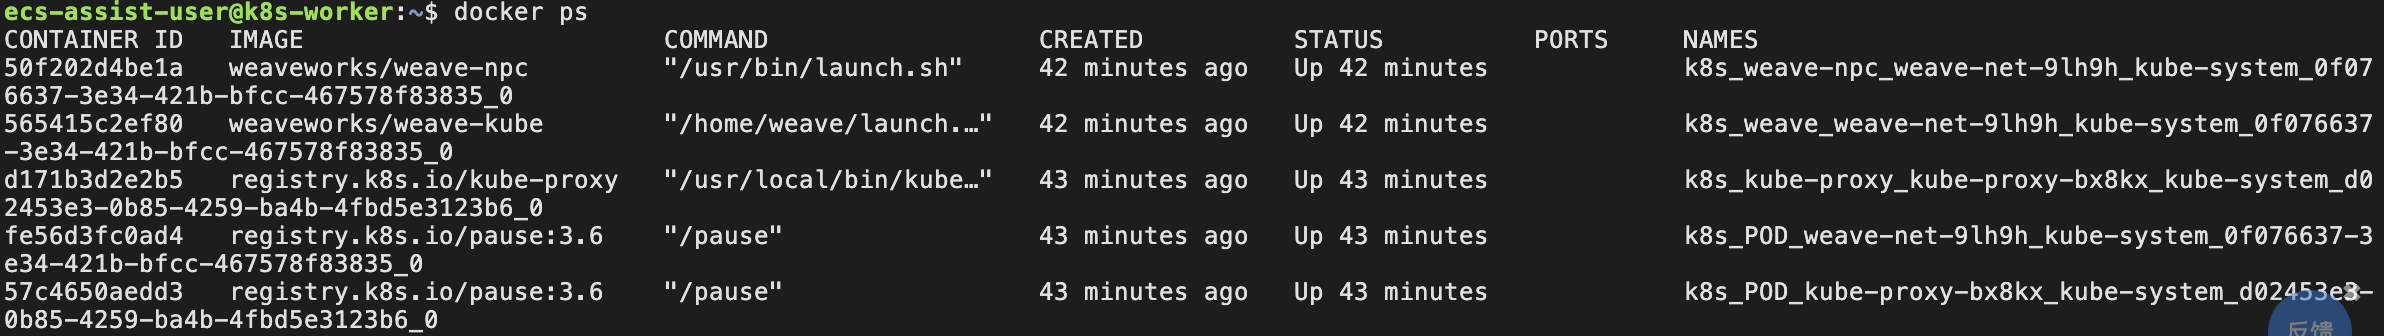 ecs-assist-user@k8s-worker:~$ docker ps
CONTAINER ID   IMAGE                        COMMAND                  CREATED          STATUS          PORTS     NAMES
50f202d4be1a   weaveworks/weave-npc         "/usr/bin/launch.sh"     42 minutes ago   Up 42 minutes             k8s_weave-npc_weave-net-9lh9h_kube-system_0f07
6637-3e34-421b-bfcc-467578f83835_0
565415c2ef80   weaveworks/weave-kube        "/home/weave/launch.…"   42 minutes ago   Up 42 minutes             k8s_weave_weave-net-9lh9h_kube-system_0f076637
-3e34-421b-bfcc-467578f83835_0
d171b3d2e2b5   registry.k8s.io/kube-proxy   "/usr/local/bin/kube…"   43 minutes ago   Up 43 minutes             k8s_kube-proxy_kube-proxy-bx8kx_kube-system_d0
2453e3-0b85-4259-ba4b-4fbd5e3123b6_0
fe56d3fc0ad4   registry.k8s.io/pause:3.6    "/pause"                 43 minutes ago   Up 43 minutes             k8s_POD_weave-net-9lh9h_kube-system_0f076637-3
e34-421b-bfcc-467578f83835_0
57c4650aedd3   registry.k8s.io/pause:3.6    "/pause"                 43 minutes ago   Up 43 minutes             k8s_POD_kube-proxy-bx8kx_kube-system_d02453e3-
0b85-4259-ba4b-4fbd5e3123b6_0
反馈